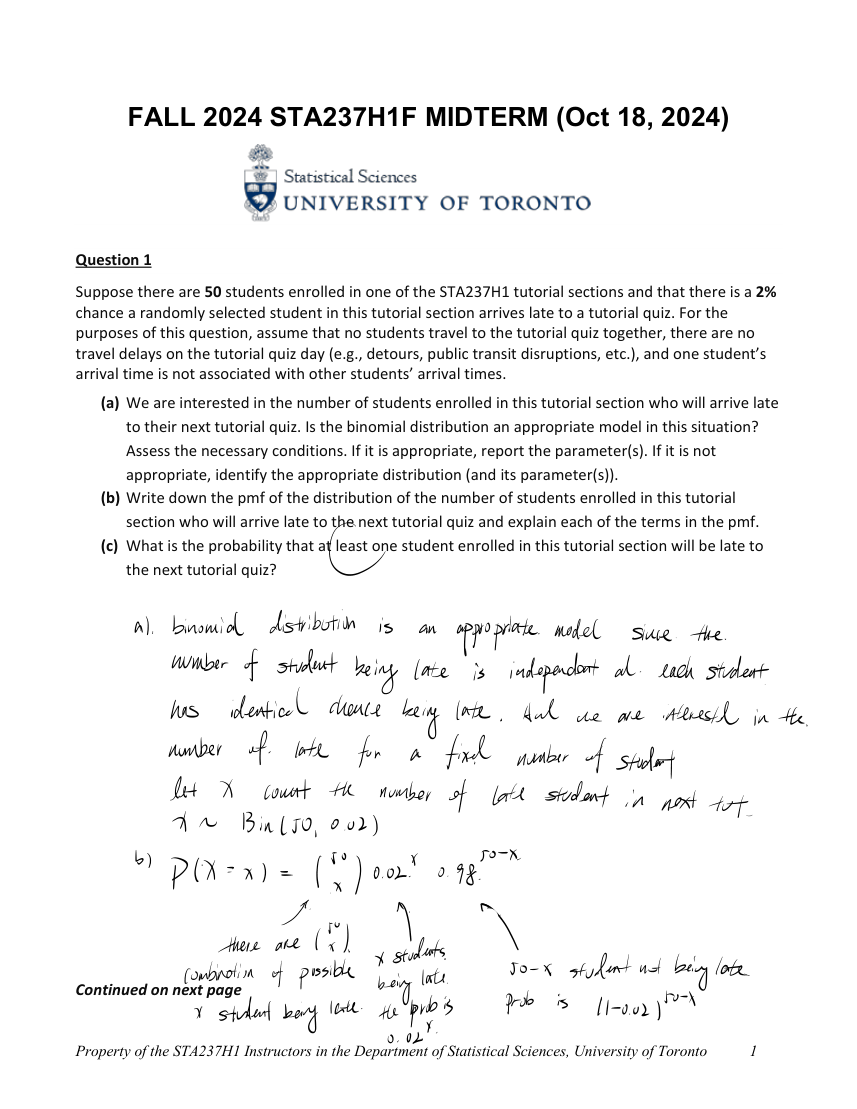 FALL 2024 STA237H1F MIDTERM (Oct 18, 2024)
Statistical Sciences
UNIVERSITY OF TORONTO
Question 1
Suppose there are 50 students enrolled in one of the STA237H1 tutorial sections and that there is a 2%
chance a randomly selected student in this tutorial section arrives late to a tutorial quiz. For the
purposes of this question, assume that no students travel to the tutorial quiz together, there are no
travel delays on the tutorial quiz day (e.g., detours, public transit disruptions, etc.), and one student's
arrival time is not associated with other students' arrival times.
(a) We are interested in the number of students enrolled in this tutorial section who will arrive late
to their next tutorial quiz. Is the binomial distribution an appropriate model in this situation?
Assess the necessary conditions. If it is appropriate, report the parameter(s). If it is not
appropriate, identify the appropriate distribution (and its parameter(s)).
(b) Write down the pmf of the distribution of the number of students enrolled in this tutorial
section who will arrive late to the next tutorial quiz and explain each of the terms in the pmf.
(c) What is the probability that at least one student enrolled in this tutorial section will be late to
the next tutorial quiz?
a). binomial distribution is an appropriate model since the
number of student being late is independent and each student
has identical chance being late. And we are interested in the
number of late for a fixed number of student
let X count the number of late student in next tut
X ~ Bin(50, 0.02)
b) P(X = x) = (50 x) 0.02^x 0.98^50-x
there are (50 x)
combination of possible
x student being late.
x students
being late.
the prob is
0.02^x.
50-x student not being late
prob is (1-0.02)^50-x
Continued on next page
Property of the STA237H1 Instructors in the Department of Statistical Sciences, University of Toronto 1